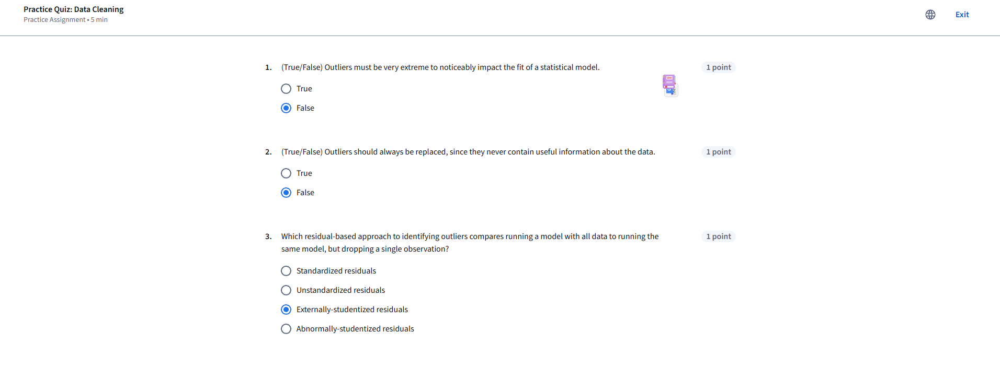 Practice Quiz: Data Cleaning
Practice Assignment • 5 min
Exit
1. (True/False) Outliers must be very extreme to noticeably impact the fit of a statistical model.
1 point
True
False
2. (True/False) Outliers should always be replaced, since they never contain useful information about the data.
1 point
True
False
3. Which residual-based approach to identifying outliers compares running a model with all data to running the
same model, but dropping a single observation?
1 point
Standardized residuals
Unstandardized residuals
Externally-studentized residuals
Abnormally-studentized residuals